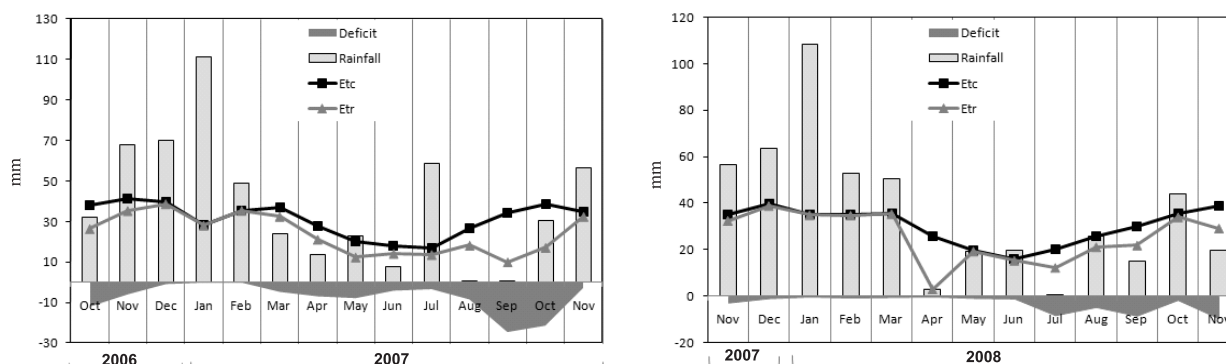 130
110
90
70
50
30
10
-10
-30
mm
Deficit
Rainfall
Etc
Etr
Oct Nov Dec Jan Feb Mar Apr May Jun Jul Aug Sep Oct Nov
2006 2007
120
100
80
60
40
20
0
-20
mm
Deficit
Rainfall
Etc
Etr
Nov Dec Jan Feb Mar Apr May Jun Jul Aug Sep Oct Nov
2007 2008